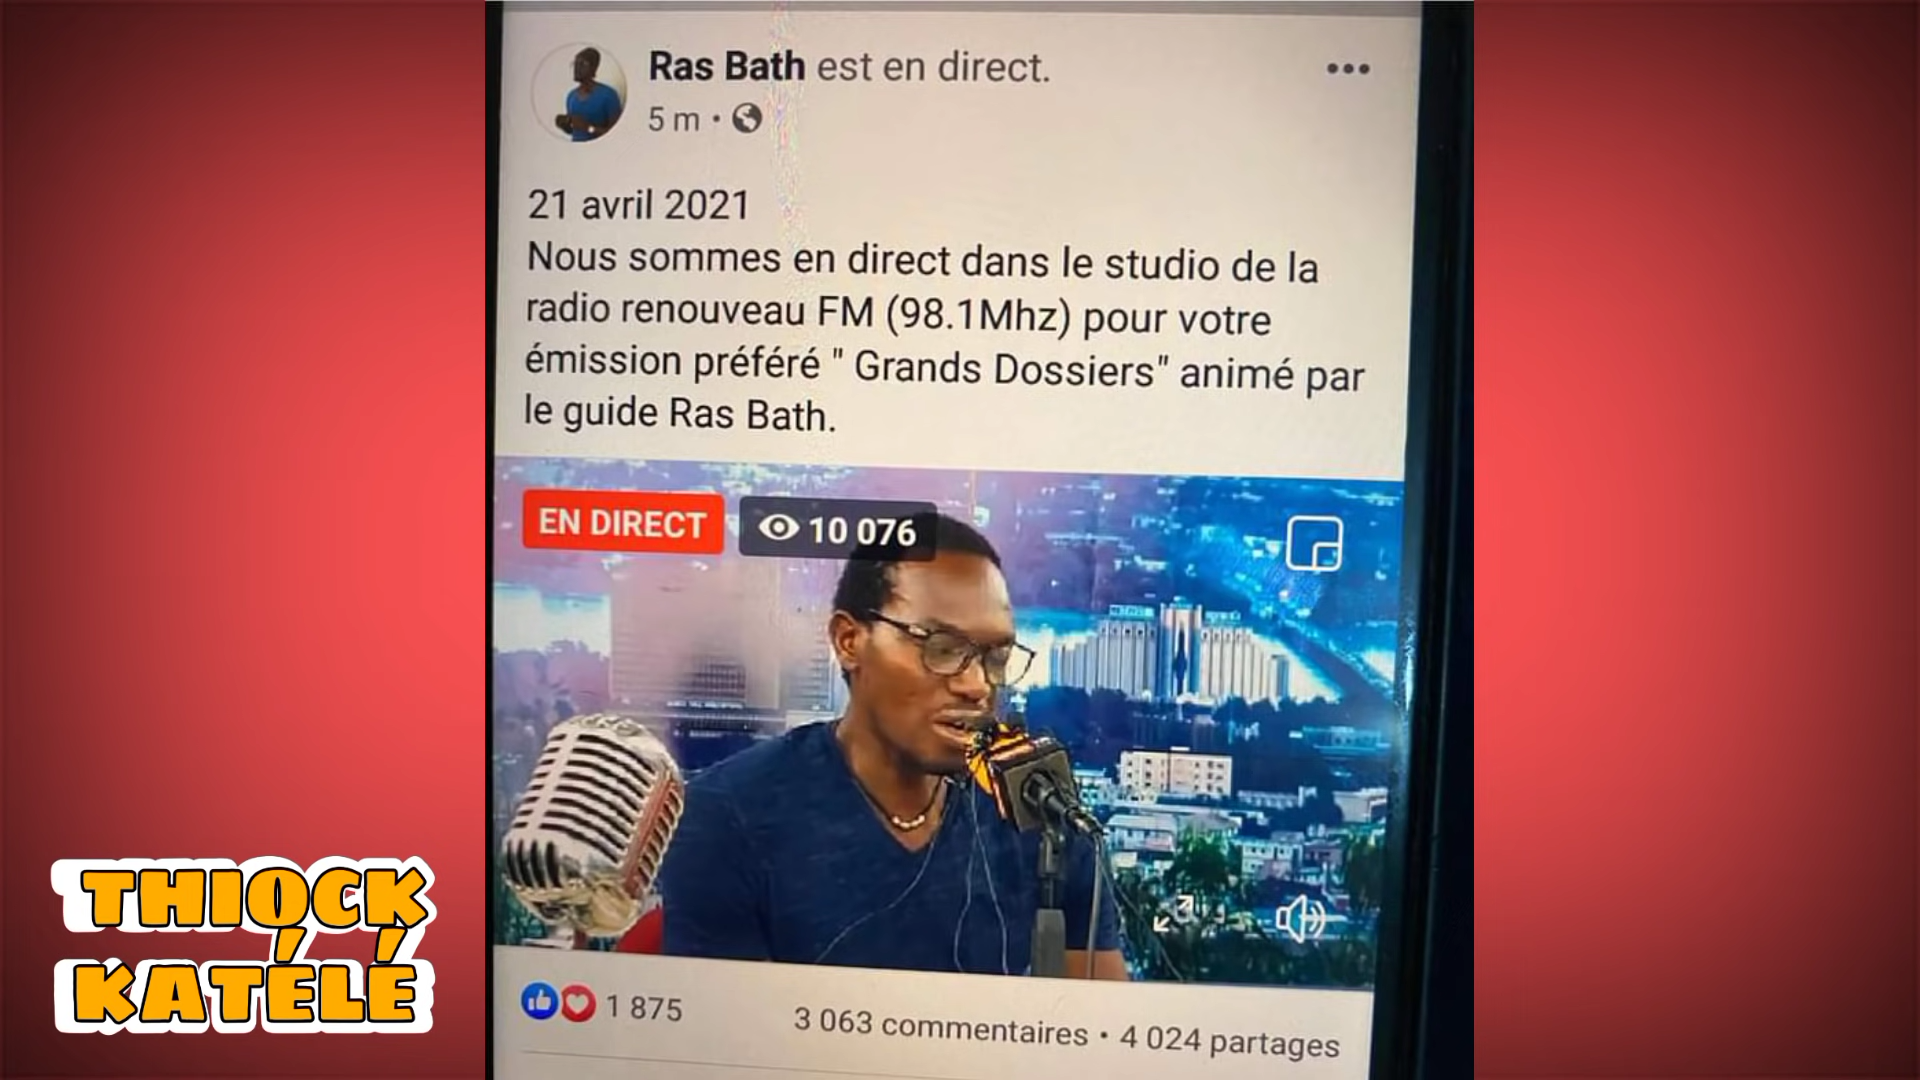 Ras Bath est en direct.
5 m
21 avril 2021
Nous sommes en direct dans le studio de la
radio renouveau FM (98.1Mhz) pour votre
émission préféré " Grands Dossiers" animé par
le guide Ras Bath.
EN DIRECT
10 076
1 875
3 063 commentaires • 4 024 partages
THIOCK
KATÉLÉ